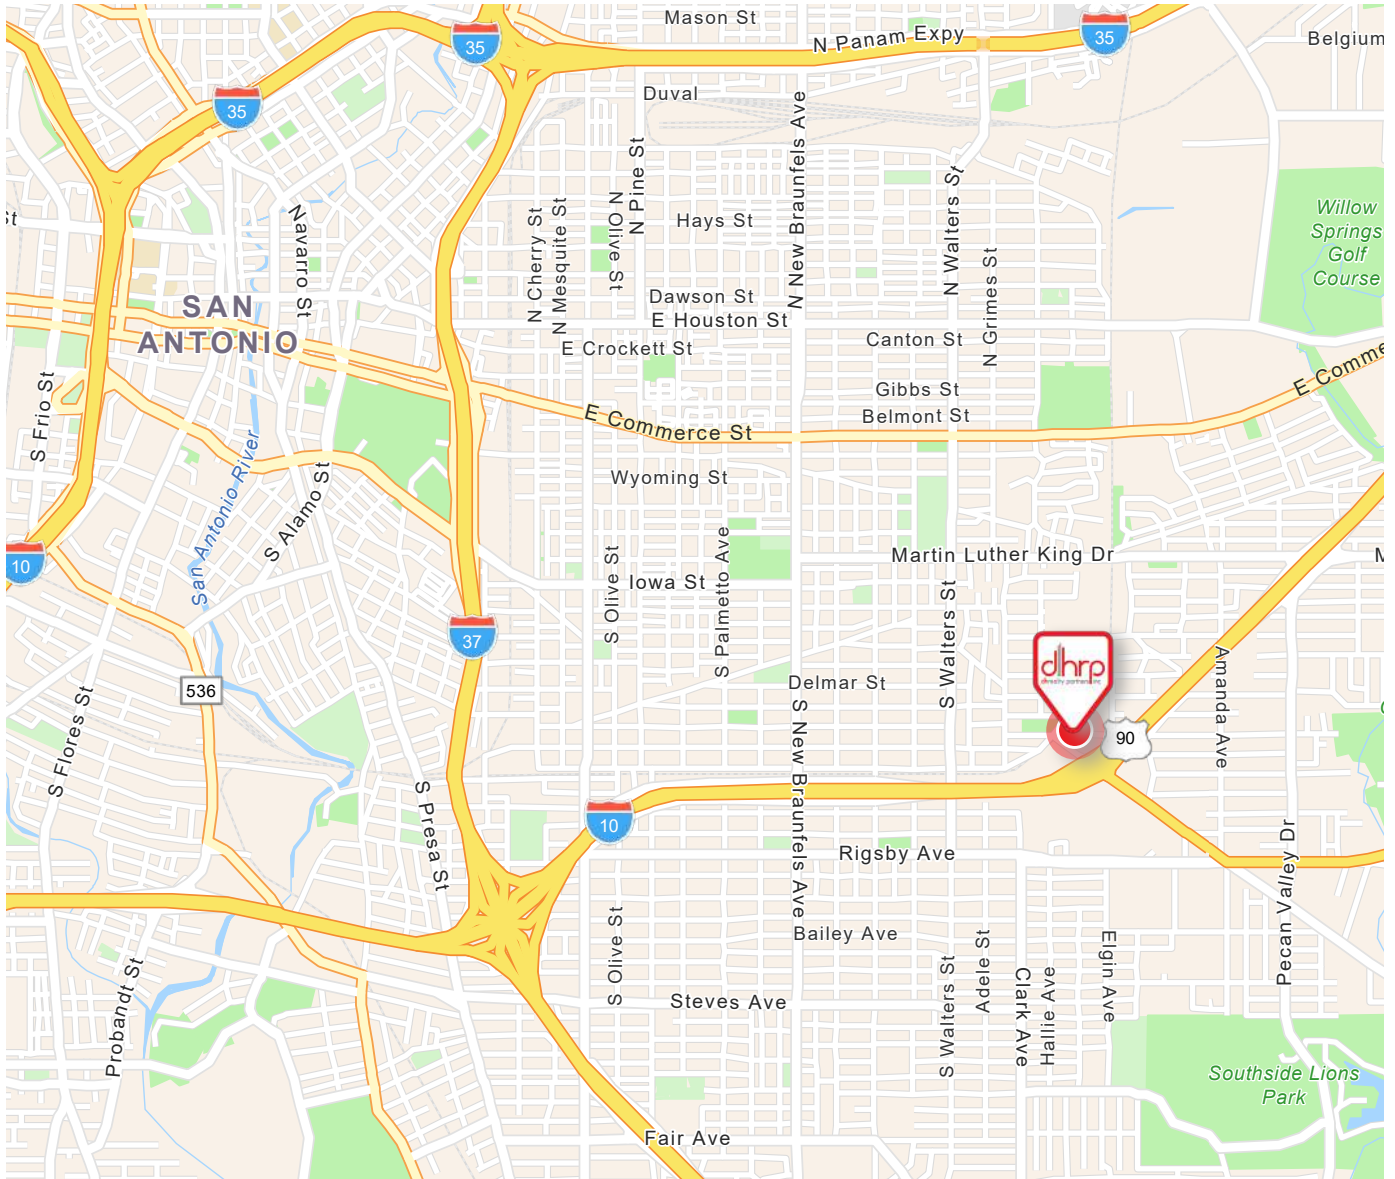 Mason St
35
35
N Panam Expy
Belgium
35
Duval
N Pine St
N New Braunfels Ave
N Walters St
N Olive St
N Cherry St
N Mesquite St
Navarro St
Hays St
Willow
Springs
Golf
Course
St
N Grimes St
Dawson St
E Houston St
SAN
ANTONIO
Canton St
E Crockett St
Gibbs St
Belmont St
E Comme
S Frio St
E Commerce St
San Antonio River
S Alamo St
Wyoming St
Martin Luther King Dr
M
10
S Olive St
Iowa St
S Palmetto Ave
S Walters St
37
dhrp
536
Delmar St
Amanda Ave
S Flores St
S New Braunfels Ave
90
S Presa St
10
Rigsby Ave
Pecan Valley Dr
Bailey Ave
S Olive St
Adele St
Elgin Ave
Probandt St
Steves Ave
S Walters St
Clark Ave
Hallie Ave
Southside Lions
Park
Fair Ave